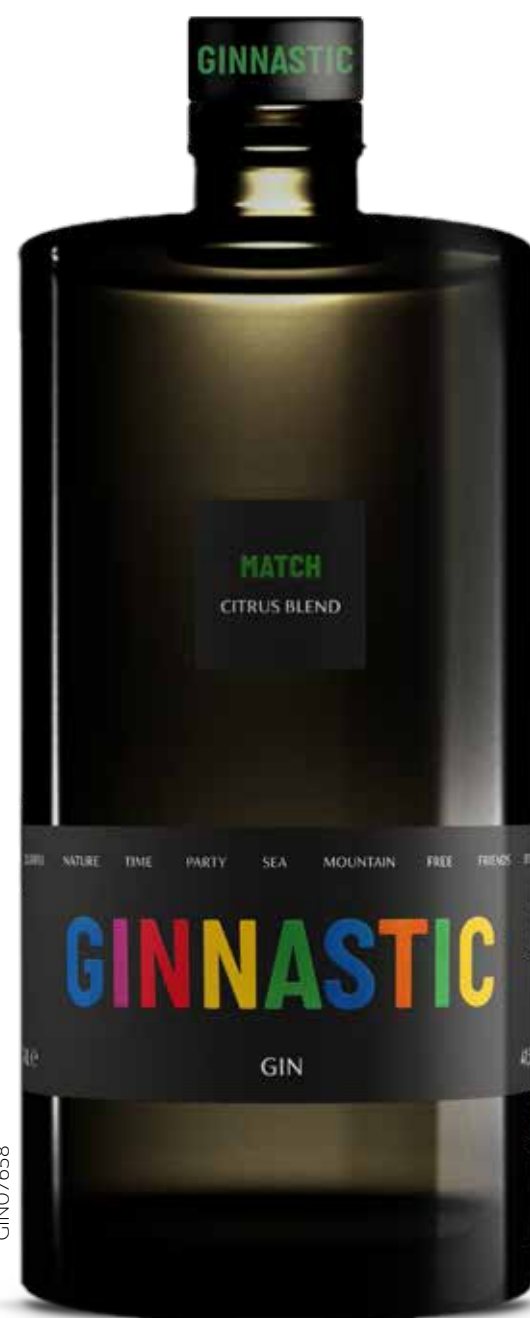 GINNASTIC
MATCH
CITRUS BLEND
NATURE TIME PARTY SEA MOUNTAIN FREE FRIENDS
GINNASTIC
GIN
GIN07658